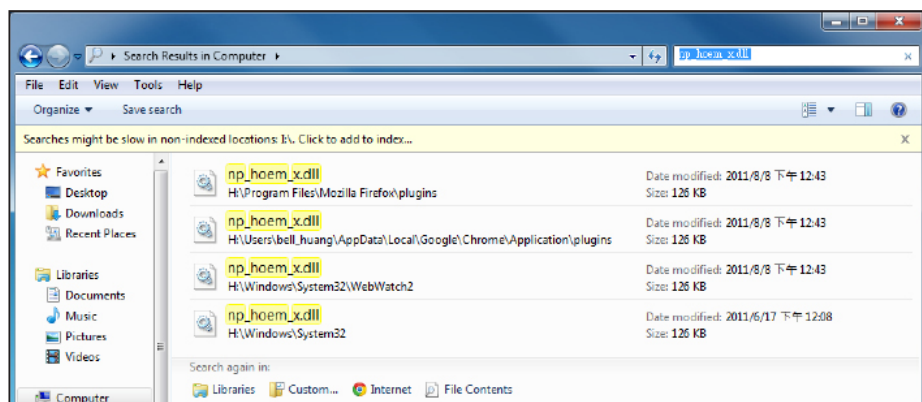 Search Results in Computer
np_hoem_x.dll
File Edit View Tools Help
Organize Save search
Searches might be slow in non-indexed locations: I:\. Click to add to index...
Favorites
Desktop
Downloads
Recent Places
Libraries
Documents
Music
Pictures
Videos
Computer
np_hoem_x.dll
H:\Program Files\Mozilla Firefox\plugins
Date modified: 2011/8/8 下午 12:43
Size: 126 KB
np_hoem_x.dll
H:\Users\bell_huang\AppData\Local\Google\Chrome\Application\plugins
Date modified: 2011/8/8 下午 12:43
Size: 126 KB
np_hoem_x.dll
H:\Windows\System32\WebWatch2
Date modified: 2011/8/8 下午 12:43
Size: 126 KB
np_hoem_x.dll
H:\Windows\System32
Date modified: 2011/6/17 下午 12:08
Size: 126 KB
Search again in:
Libraries Custom... Internet File Contents